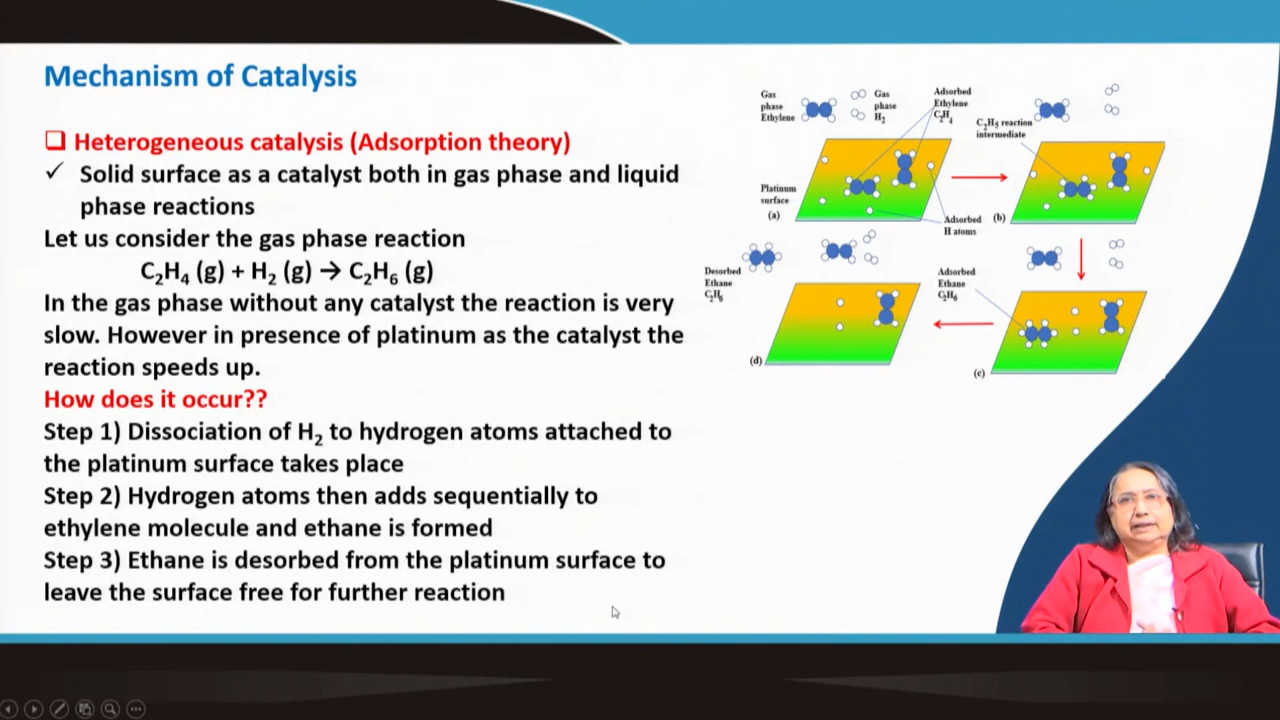 Mechanism of Catalysis
❑ Heterogeneous catalysis (Adsorption theory)
✓ Solid surface as a catalyst both in gas phase and liquid
phase reactions
Let us consider the gas phase reaction
C₂H₄ (g) + H₂ (g) → C₂H₆ (g)
In the gas phase without any catalyst the reaction is very
slow. However in presence of platinum as the catalyst the
reaction speeds up.
How does it occur??
Step 1) Dissociation of H₂ to hydrogen atoms attached to
the platinum surface takes place
Step 2) Hydrogen atoms then adds sequentially to
ethylene molecule and ethane is formed
Step 3) Ethane is desorbed from the platinum surface to
leave the surface free for further reaction
Gas
phase
Ethylene
Gas
phase
H₂
Adsorbed
Ethylene
C₂H₄
C₂H₅ reaction
intermediate
Platinum
surface
(a)
Adsorbed
H atoms
(b)
Desorbed
Ethane
C₂H₆
Adsorbed
Ethane
C₂H₆
(d)
(c)